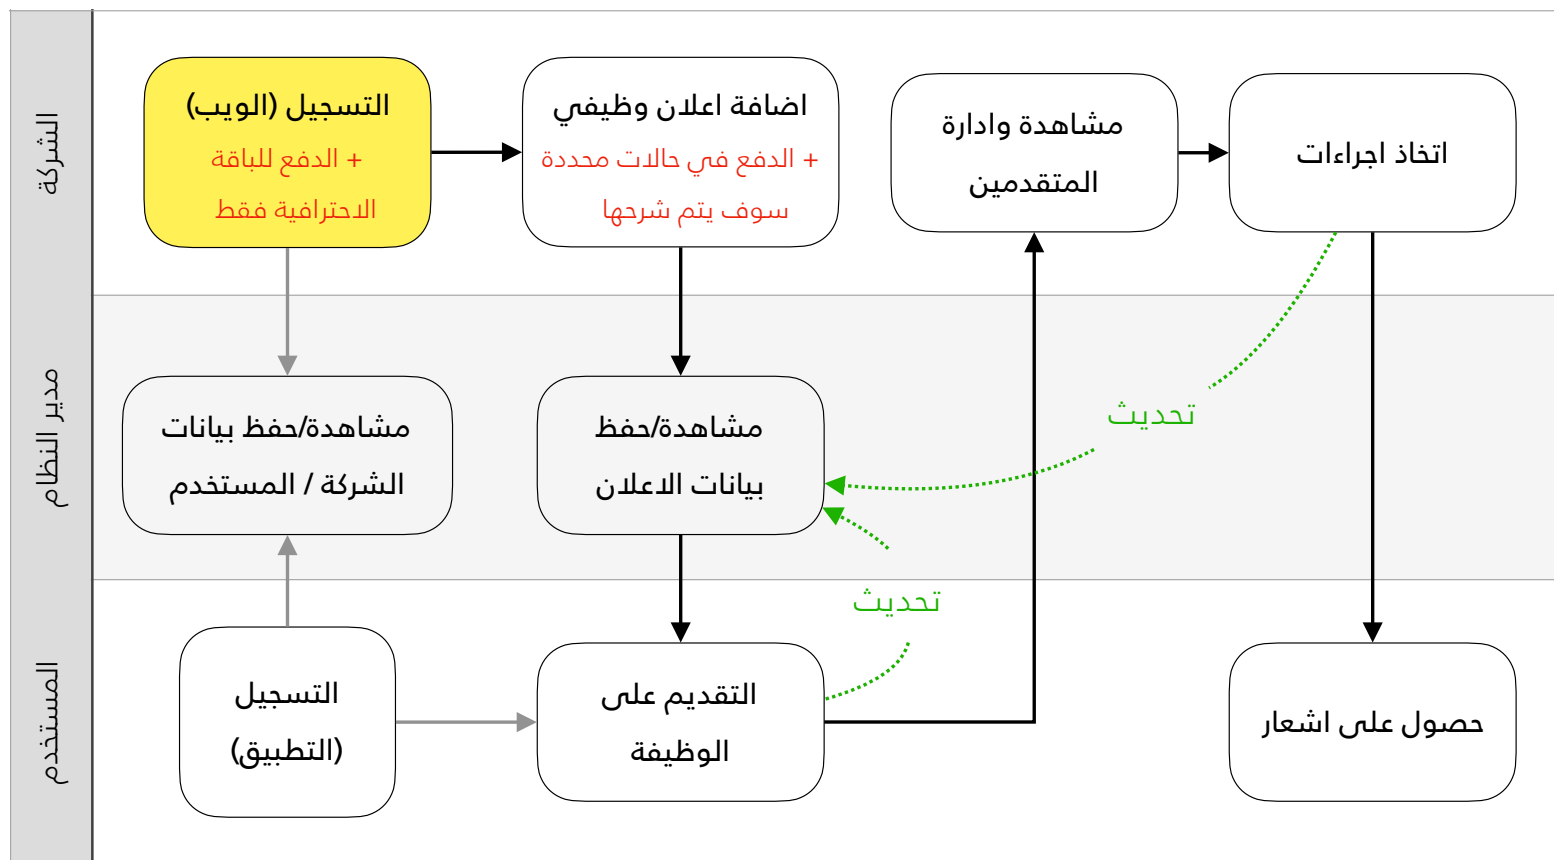 الشركة
التسجيل (الويب)
+ الدفع للباقة
الاحترافية فقط
اضافة اعلان وظيفي
+ الدفع في حالات محددة
سوف يتم شرحها
مشاهدة وادارة
المتقدمين
اتخاذ اجراءات
مدير النظام
مشاهدة/حفظ بيانات
الشركة / المستخدم
مشاهدة/حفظ
بيانات الاعلان
تحديث
تحديث
المستخدم
التسجيل
(التطبيق)
التقديم على
الوظيفة
حصول على اشعار